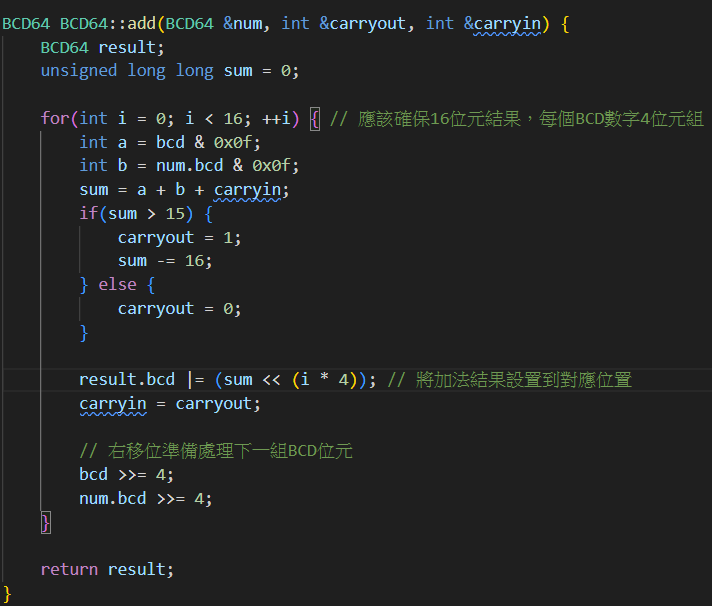 BCD64 BCD64::add(BCD64 &num, int &carryout, int &carryin) {
    BCD64 result;
    unsigned long long sum = 0;

    for(int i = 0; i < 16; ++i) { // 應該確保16位元結果，每個BCD數字4位元組
        int a = bcd & 0x0f;
        int b = num.bcd & 0x0f;
        sum = a + b + carryin;
        if(sum > 15) {
            carryout = 1;
            sum -= 16;
        } else {
            carryout = 0;
        }

        result.bcd |= (sum << (i * 4)); // 將加法結果設置到對應位置
        carryin = carryout;

        // 右移位準備處理下一組BCD位元
        bcd >>= 4;
        num.bcd >>= 4;
    }

    return result;
}